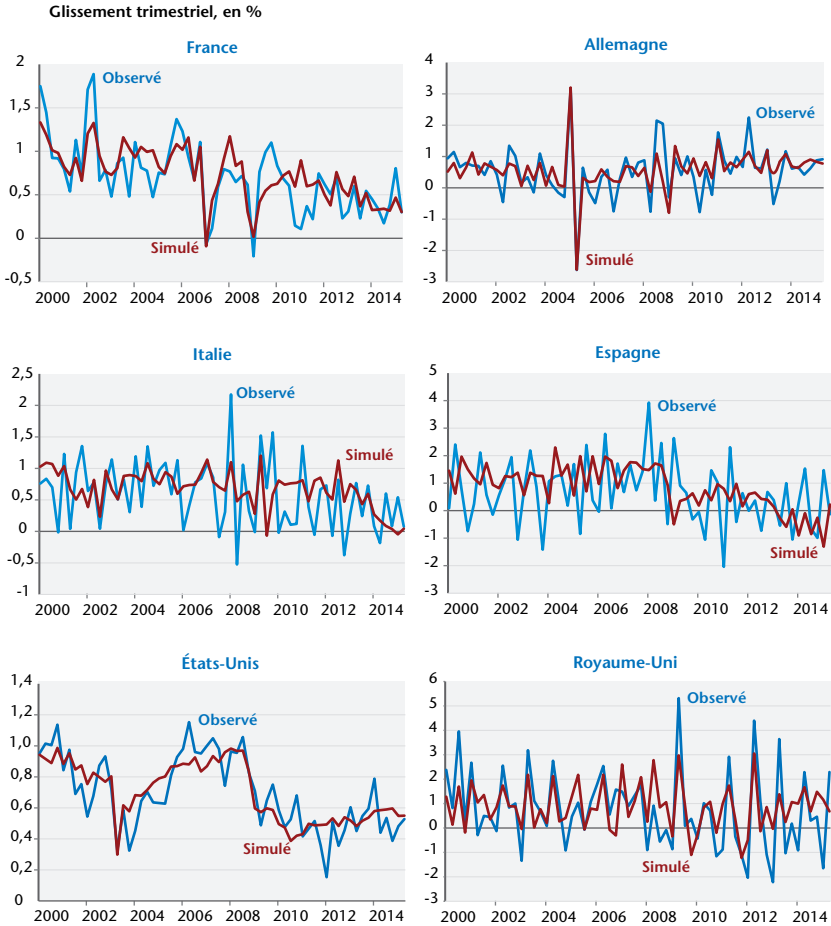 Glissement trimestriel, en %
France
2
1,5
1,0
0,5
0
-0,5
Observé
Simulé
2000 2002 2004 2006 2008 2010 2012 2014
Allemagne
4
3
2
1
0
-1
-2
-3
Observé
Simulé
2000 2002 2004 2006 2008 2010 2012 2014
Italie
2,5
2
1,5
1
0,5
0
-0,5
-1
Observé
Simulé
2000 2002 2004 2006 2008 2010 2012 2014
Espagne
5
4
3
2
1
0
-1
-2
-3
Observé
Simulé
2000 2002 2004 2006 2008 2010 2012 2014
États-Unis
1,4
1,2
1,0
0,8
0,6
0,4
0,2
0
Observé
Simulé
2000 2002 2004 2006 2008 2010 2012 2014
Royaume-Uni
6
5
4
3
2
1
0
-1
-2
-3
Observé
Simulé
2000 2002 2004 2006 2008 2010 2012 2014